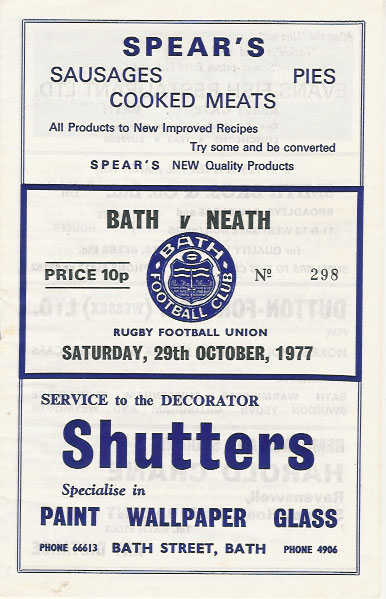 SPEAR'S
SAUSAGES PIES
COOKED MEATS
All Products to New Improved Recipes
Try some and be converted
SPEAR'S NEW Quality Products
BATH v NEATH
PRICE 10p
BATH
FOOTBALL CLUB
Nº 298
RUGBY FOOTBALL UNION
SATURDAY, 29th OCTOBER, 1977
SERVICE to the DECORATOR
Shutters
Specialise in
PAINT WALLPAPER GLASS
PHONE 66613 BATH STREET, BATH PHONE 4906